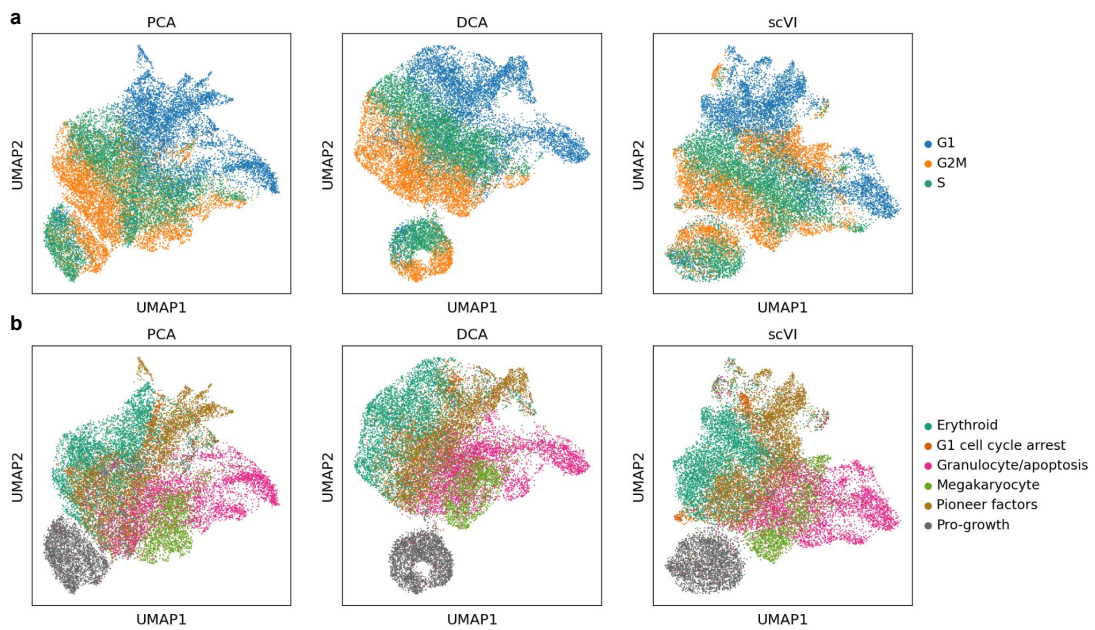 a
PCA
DCA
scVI
UMAP2
UMAP2
UMAP2
G1
G2M
S
UMAP1
UMAP1
UMAP1
b
PCA
DCA
scVI
UMAP2
UMAP2
UMAP2
Erythroid
G1 cell cycle arrest
Granulocyte/apoptosis
Megakaryocyte
Pioneer factors
Pro-growth
UMAP1
UMAP1
UMAP1